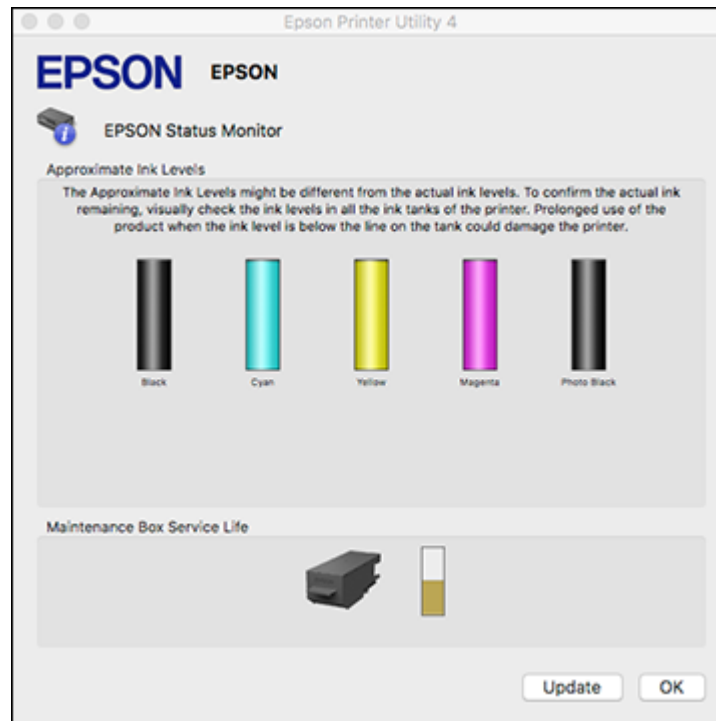 Epson Printer Utility 4
EPSON EPSON
EPSON Status Monitor
Approximate Ink Levels
The Approximate Ink Levels might be different from the actual ink levels. To confirm the actual ink
remaining, visually check the ink levels in all the ink tanks of the printer. Prolonged use of the
product when the ink level is below the line on the tank could damage the printer.
Black Cyan Yellow Magenta Photo Black
Maintenance Box Service Life
Update OK